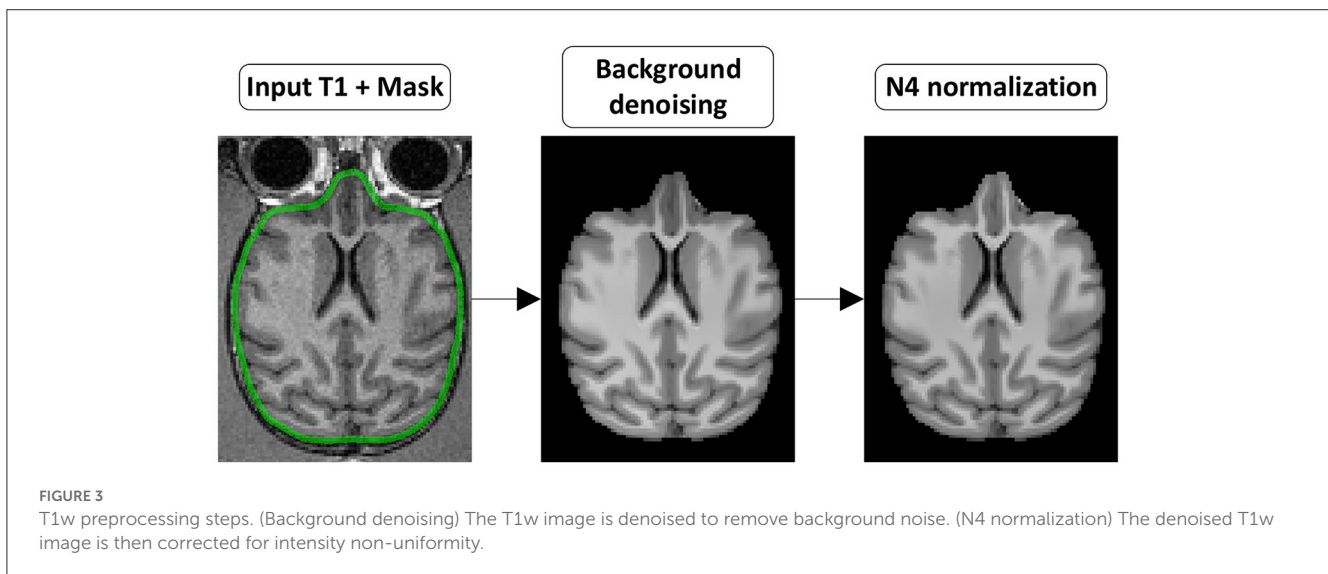 Input T1 + Mask
Background
denoising
N4 normalization
FIGURE 3
T1w preprocessing steps. (Background denoising) The T1w image is denoised to remove background noise. (N4 normalization) The denoised T1w
image is then corrected for intensity non-uniformity.